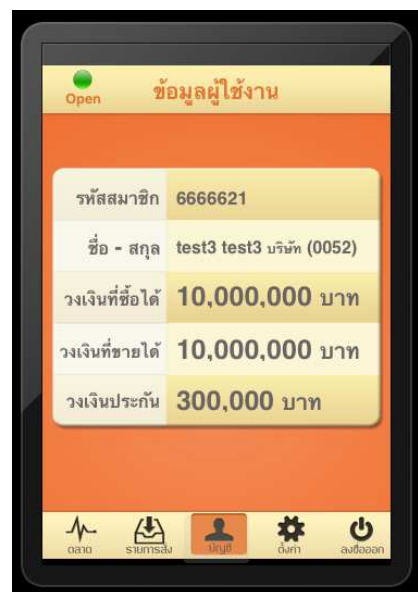 Open
ข้อมูลผู้ใช้งาน
รหัสสมาชิก 6666621
ชื่อ - สกุล test3 test3 บริษัท (0052)
วงเงินที่ซื้อได้ 10,000,000 บาท
วงเงินที่ขายได้ 10,000,000 บาท
วงเงินประกัน 300,000 บาท
ตลาด รายการส่ง บัญชี ตั้งค่า ลงชื่อออก